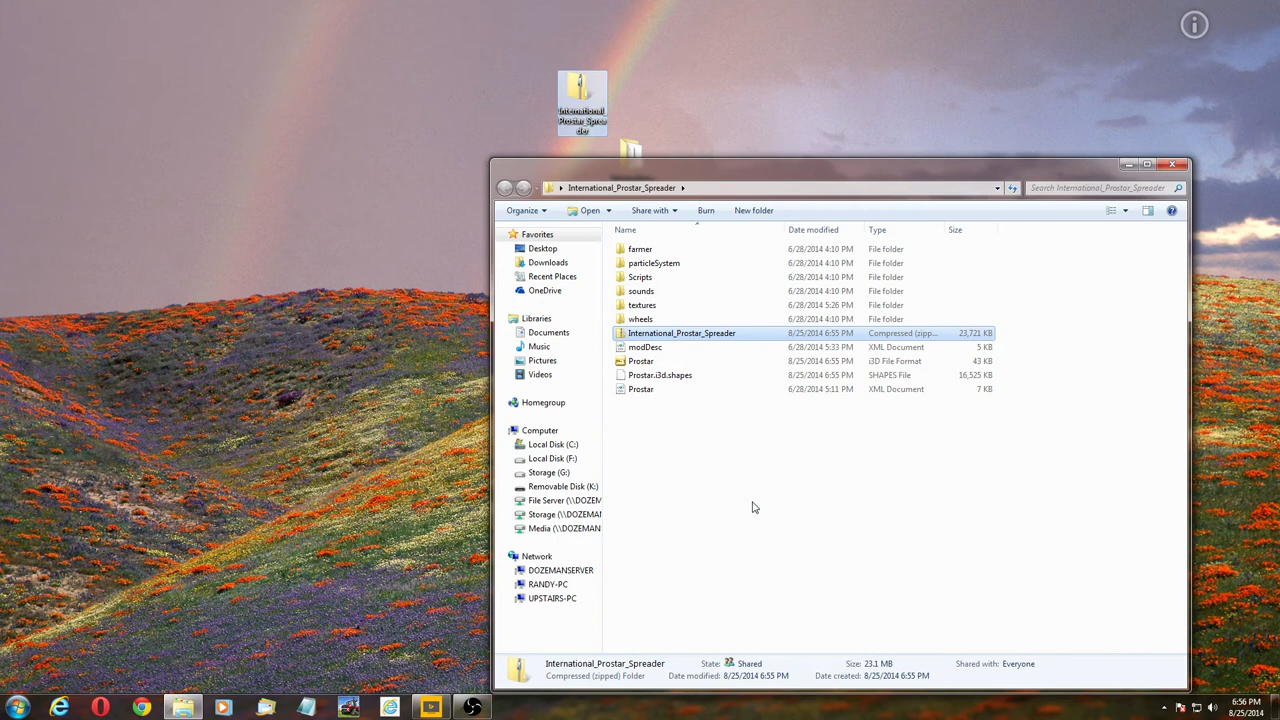 International_
Prostar_Sprea
der
International_Prostar_Spreader
Search International_Prostar_Spreader
Organize
Open
Share with
Burn
New folder
Name
Date modified
Type
Size
Favorites
Desktop
Downloads
Recent Places
OneDrive
Libraries
Documents
Music
Pictures
Videos
Homegroup
Computer
Local Disk (C:)
Local Disk (F:)
Storage (G:)
Removable Disk (K:)
File Server (\\DOZEM
Storage (\\DOZEMAN
Media (\\DOZEMAN
Network
DOZEMANSERVER
RANDY-PC
UPSTAIRS-PC
farmer 6/28/2014 4:10 PM File folder
particleSystem 6/28/2014 4:10 PM File folder
Scripts 6/28/2014 4:10 PM File folder
sounds 6/28/2014 4:10 PM File folder
textures 6/28/2014 5:26 PM File folder
wheels 6/28/2014 4:10 PM File folder
International_Prostar_Spreader 8/25/2014 6:55 PM Compressed (zipp... 23,721 KB
modDesc 6/28/2014 5:33 PM XML Document 5 KB
Prostar 8/25/2014 6:55 PM i3D File Format 43 KB
Prostar.i3d.shapes 8/25/2014 6:55 PM SHAPES File 16,525 KB
Prostar 6/28/2014 5:11 PM XML Document 7 KB
International_Prostar_Spreader State: Shared Size: 23.1 MB Shared with: Everyone
Compressed (zipped) Folder Date modified: 8/25/2014 6:55 PM Date created: 8/25/2014 6:55 PM
6:56 PM
8/25/2014